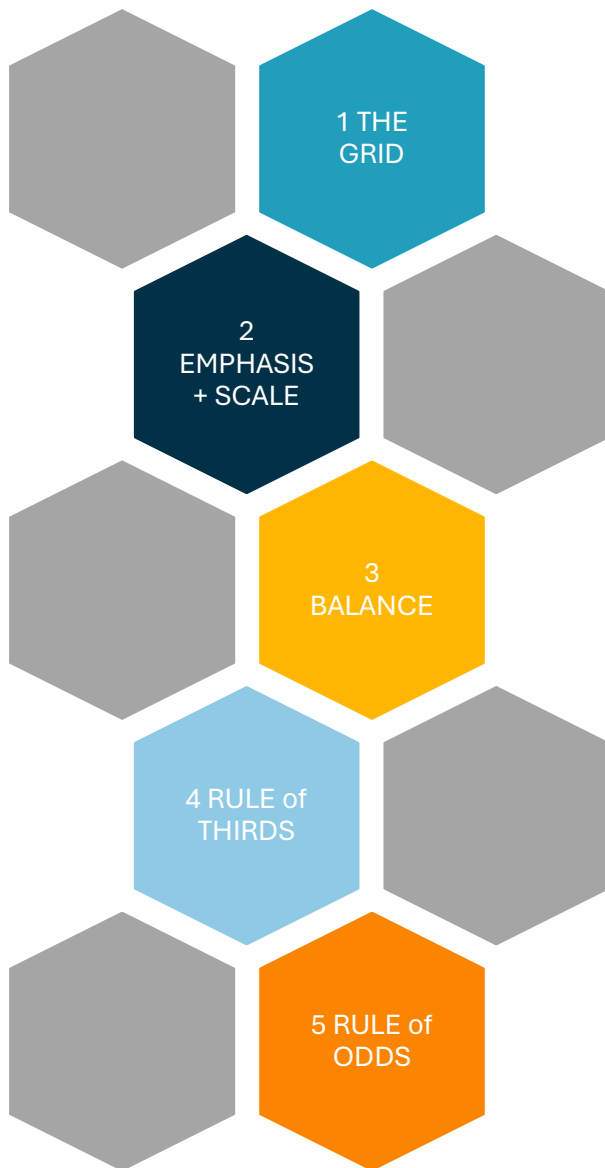 1 THE
GRID
2
EMPHASIS
+ SCALE
3
BALANCE
4 RULE of
THIRDS
5 RULE of
ODDS